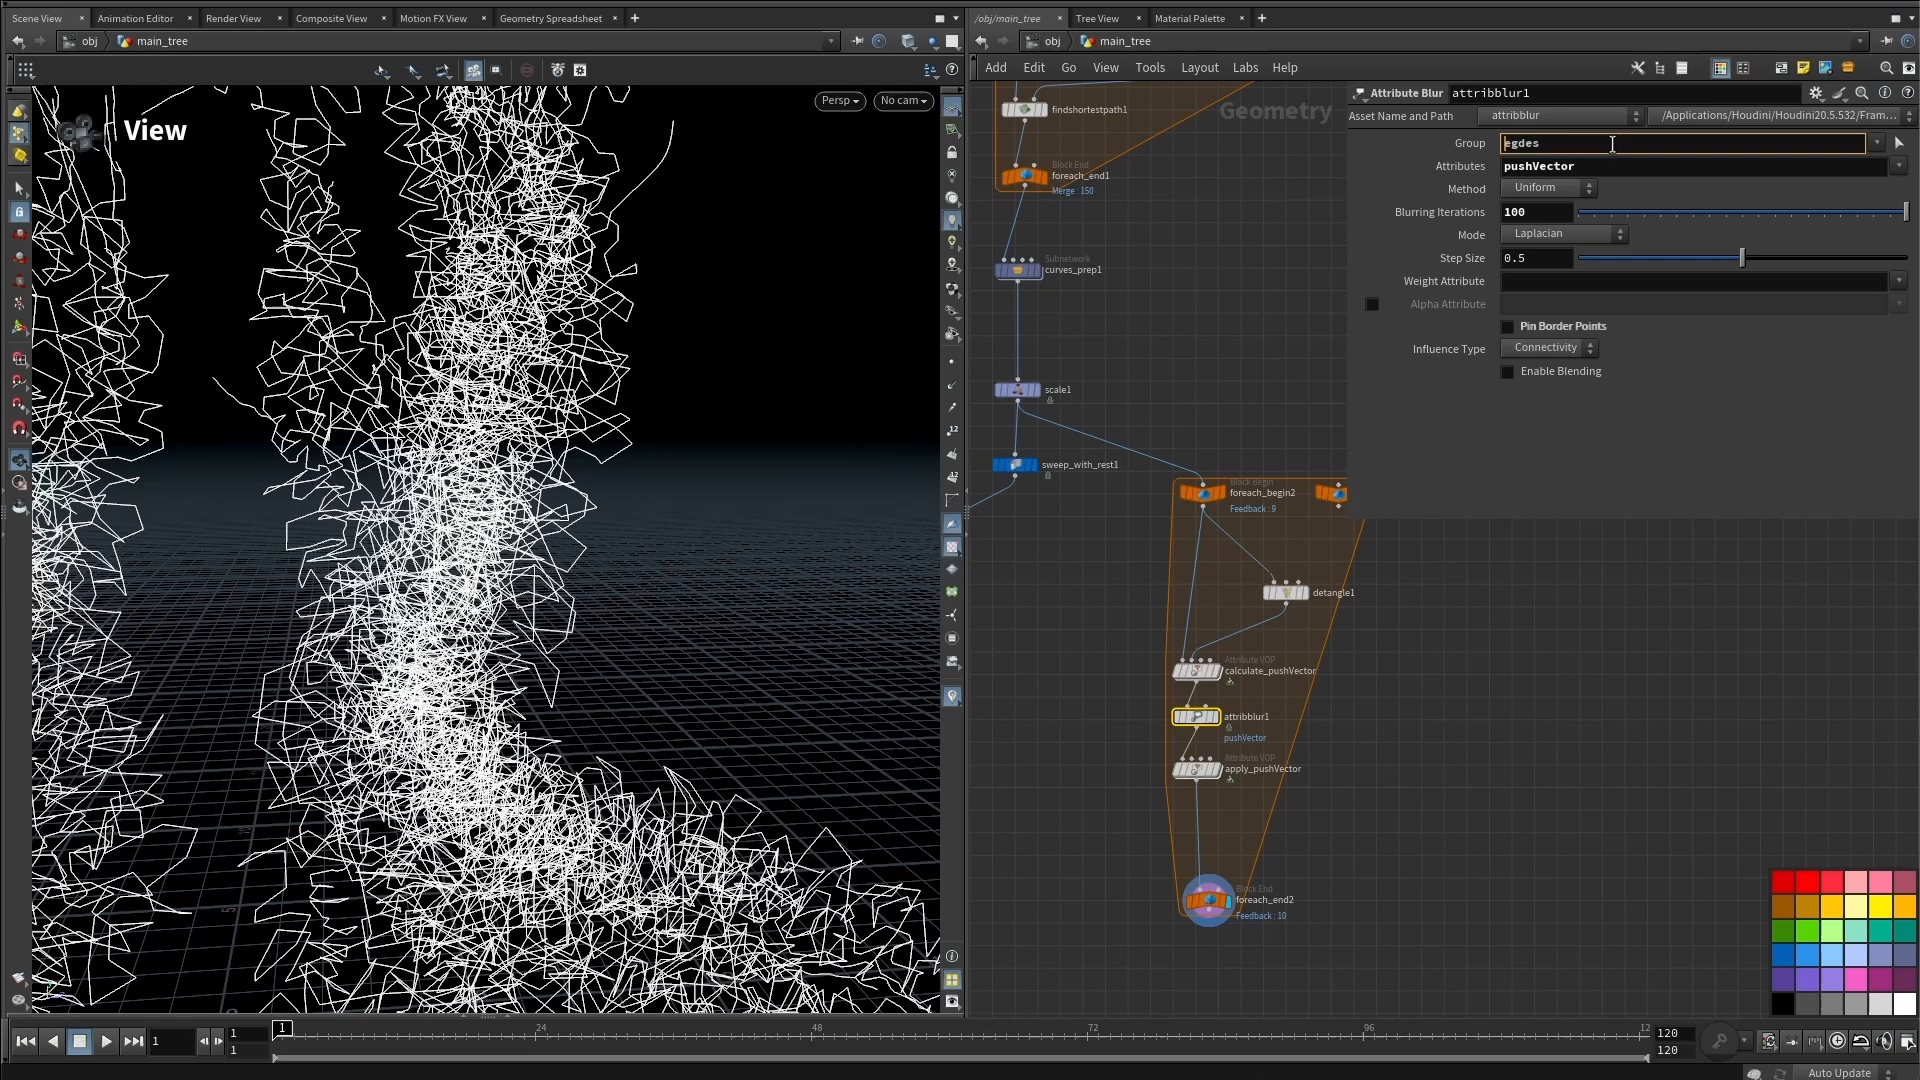 Scene View
Animation Editor
Render View
Composite View
Motion FX View
Geometry Spreadsheet
/obj/main_tree
Tree View
Material Palette
obj
main_tree
obj
main_tree
Add
Edit
Go
View
Tools
Layout
Labs
Help
View
Persp
No cam
Geometry
Attribute Blur
attribblur1
Asset Name and Path
attribblur
/Applications/Houdini/Houdini20.5.532/Fram...
Group
egdes
Attributes
pushVector
Method
Uniform
Blurring Iterations
100
Mode
Laplacian
Step Size
0.5
Weight Attribute
Alpha Attribute
Pin Border Points
Influence Type
Connectivity
Enable Blending
findshortestpath1
Block End
foreach_end1
Merge : 150
Subnetwork
curves_prep1
scale1
sweep_with_rest1
Block Begin
foreach_begin2
Feedback : 9
detangle1
Attribute VOP
calculate_pushVector
attribblur1
pushVector
Attribute VOP
apply_pushVector
Block End
foreach_end2
Feedback : 10
1
1
1
1
24
48
72
96
12
120
120
Auto Update